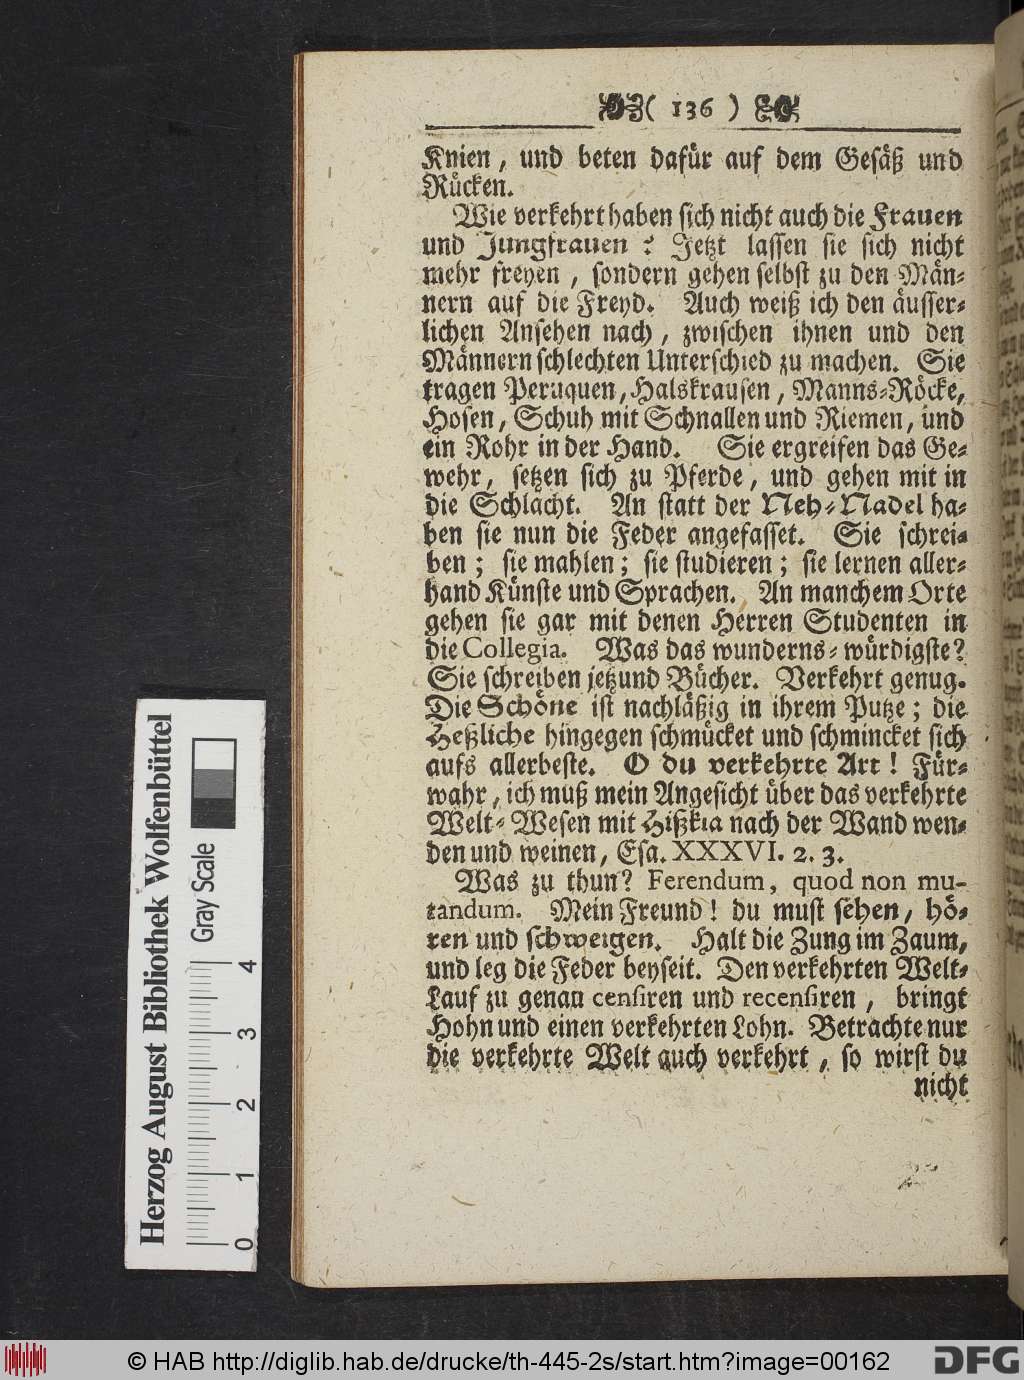 ( 136 )
Knien, und beten dafür auf dem Gesäß und
Rücken.
Wie verkehrt haben sich nicht auch die Frauen
und Jungfrauen? Jetzt lassen sie sich nicht
mehr freyen, sondern gehen selbst zu den Män-
nern auf die Freyd. Auch weiß ich den äusser-
lichen Ansehen nach, zwischen ihnen und den
Männern schlechten Unterschied zu machen. Sie
tragen Peruquen, Halskrausen, Manns-Röcke,
Hosen, Schuh mit Schnallen und Riemen, und
ein Rohr in der Hand. Sie ergreifen das Ge-
wehr, setzen sich zu Pferde, und gehen mit in
die Schlacht. An statt der Neh-Nadel ha-
ben sie nun die Feder angefasset. Sie schrei-
ben; sie mahlen; sie studieren; sie lernen aller-
hand Künste und Sprachen. An manchem Orte
gehen sie gar mit denen Herren Studenten in
die Collegia. Was das wunderns-würdigste?
Sie schreiben jetzund Bücher. Verkehrt genug.
Die Schöne ist nachläßig in ihrem Putze; die
Heßliche hingegen schmücket und schmincket sich
aufs allerbeste. O du verkehrte Art! Für-
wahr, ich muß mein Angesicht über das verkehrte
Welt-Wesen mit Hißkia nach der Wand wen-
den und weinen, Esa. XXXVI. 2. 3.
Was zu thun? Ferendum, quod non mu-
tandum. Mein Freund! du must sehen, hö-
ren und schweigen. Halt die Zung im Zaum,
und leg die Feder beyseit. Den verkehrten Welt-
Lauf zu genau censiren und recensiren, bringt
Hohn und einen verkehrten Lohn. Betrachte nur
die verkehrte Welt auch verkehrt, so wirst du
nicht
Herzog August Bibliothek Wolfenbüttel
Gray Scale
0 1 2 3 4
© HAB http://diglib.hab.de/drucke/th-445-2s/start.htm?image=00162
DFG